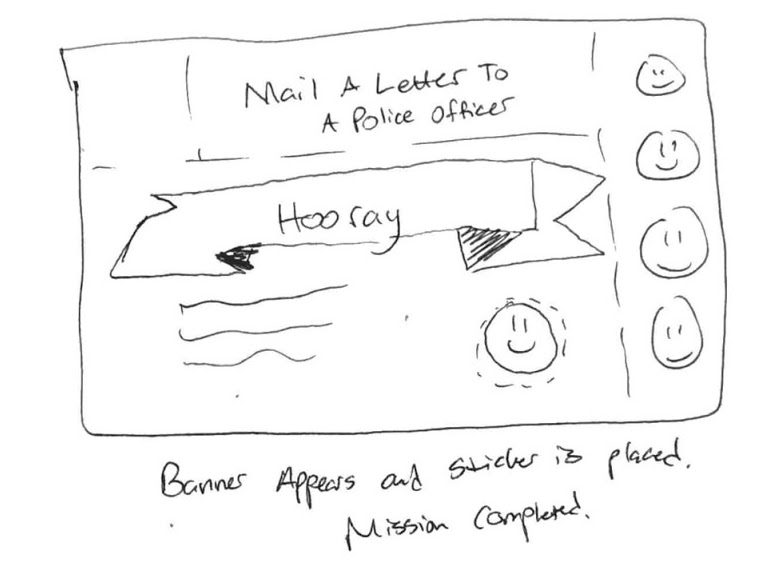 Mail A Letter To
A Police Officer
Hooray
Banner Appears and sticker is placed.
Mission Completed.